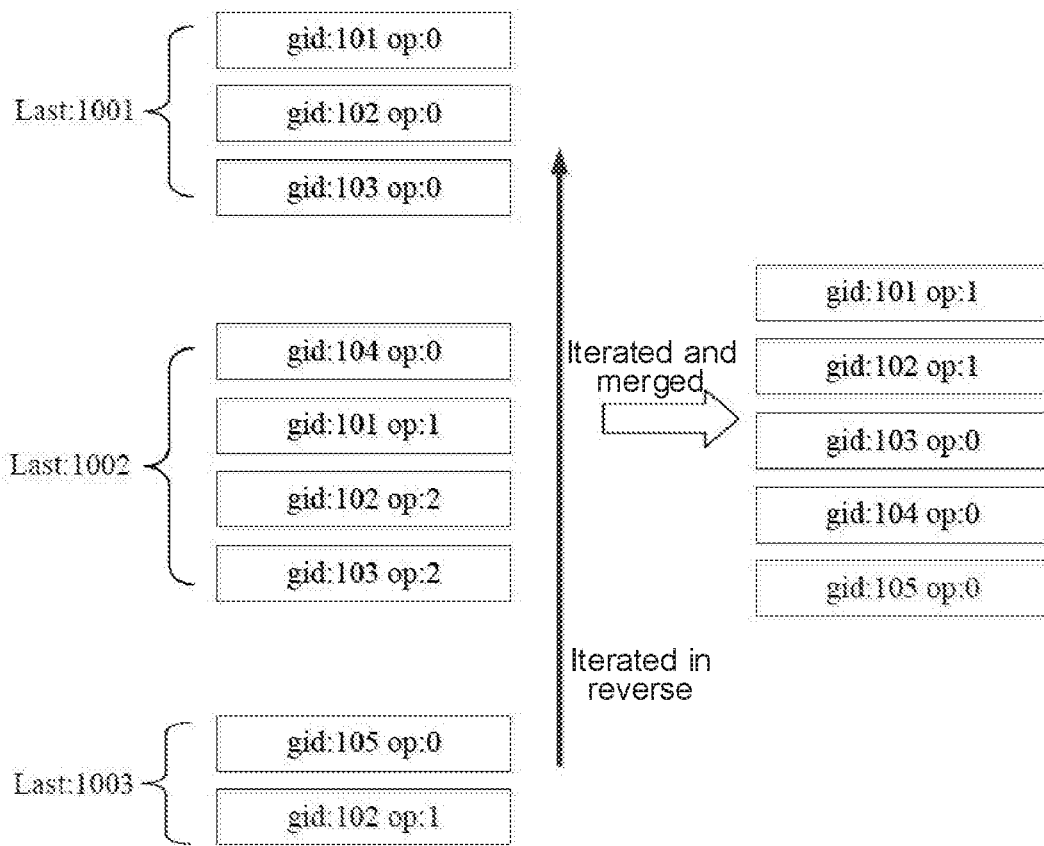 gid:101 op:0
Last:1001
gid:102 op:0
gid:103 op:0
gid:104 op:0
gid:101 op:1
Last:1002
gid:102 op:2
gid:103 op:2
gid:105 op:0
Last:1003
gid:102 op:1
Iterated and
merged
Iterated in
reverse
gid:101 op:1
gid:102 op:1
gid:103 op:0
gid:104 op:0
gid:105 op:0